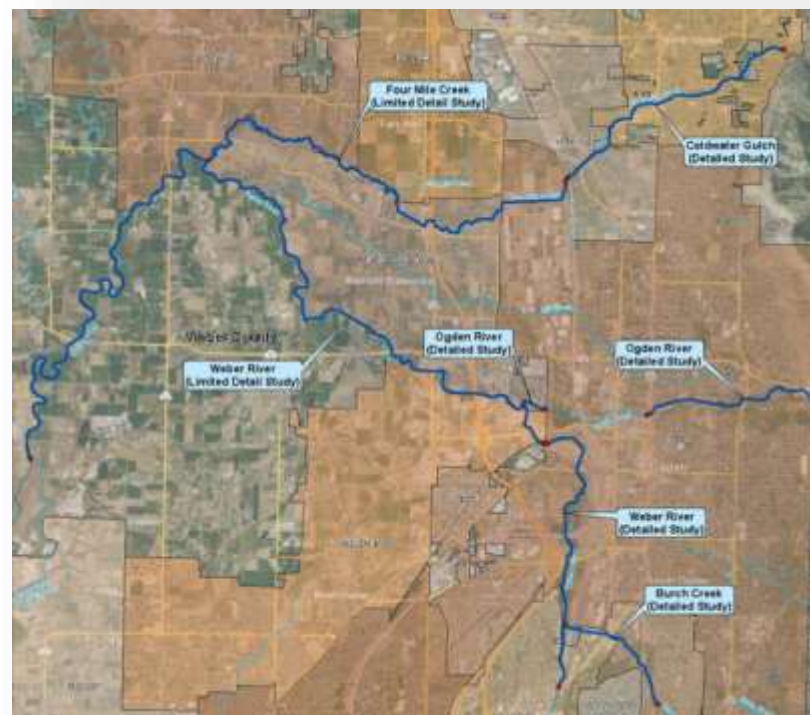 Four Mile Creek
(Limited Detail Study)
Coldwater Gulch
(Detailed Study)
Ogden River
(Detailed Study)
Ogden River
(Detailed Study)
Weber County
Weber River
(Limited Detail Study)
Weber River
(Detailed Study)
Burch Creek
(Detailed Study)